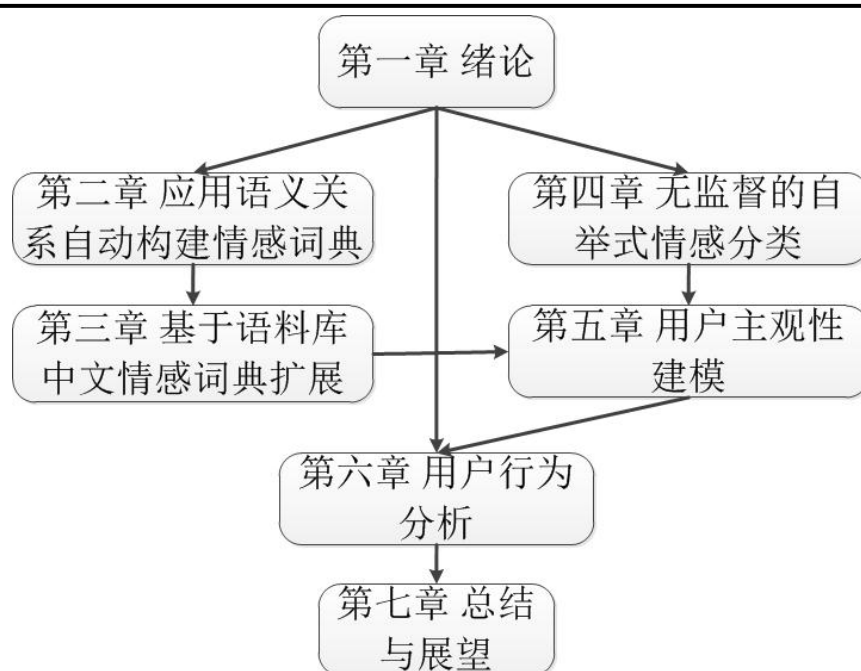 第一章 绪论
第二章 应用语义关
系自动构建情感词典
第四章 无监督的自
举式情感分类
第三章 基于语料库
中文情感词典扩展
第五章 用户主观性
建模
第六章 用户行为
分析
第七章 总结
与展望